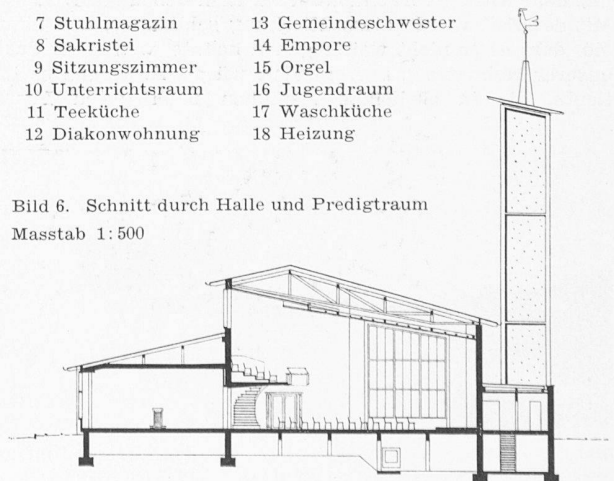 7 Stuhlmagazin
8 Sakristei
9 Sitzungszimmer
10 Unterrichtsraum
11 Teeküche
12 Diakonwohnung
13 Gemeindeschwester
14 Empore
15 Orgel
16 Jugendraum
17 Waschküche
18 Heizung
Bild 6. Schnitt durch Halle und Predigtraum
Masstab 1:500